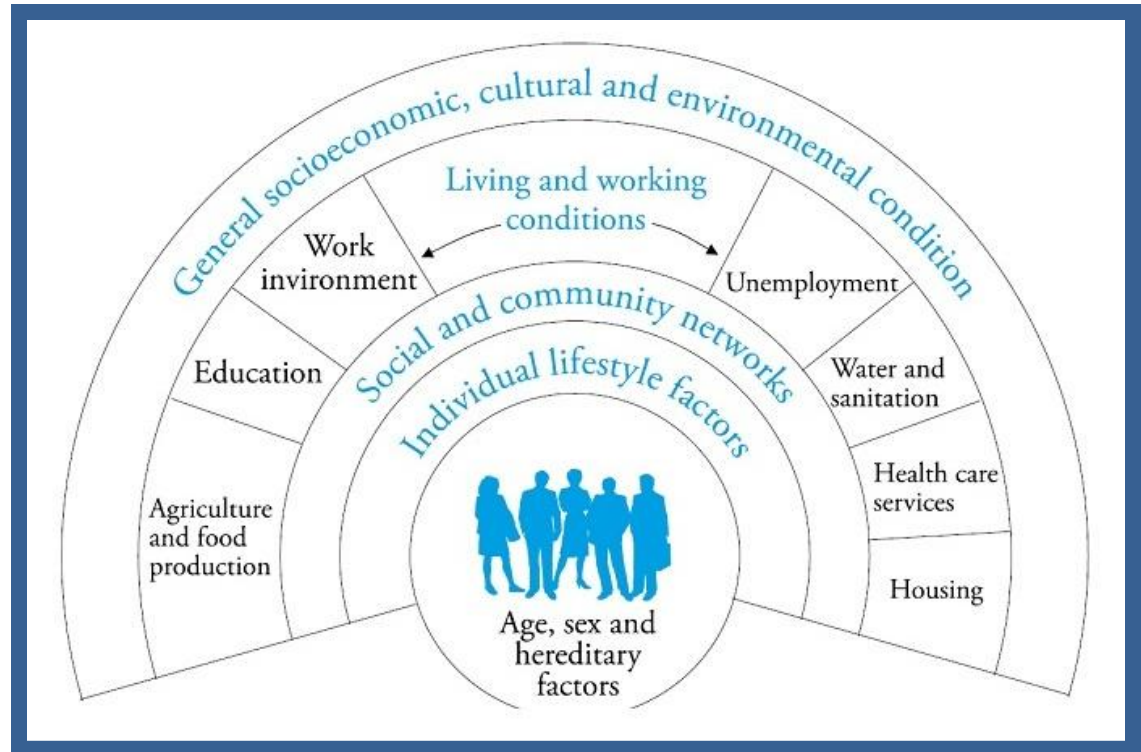 General socioeconomic, cultural and environmental condition
Living and working
conditions
Work
invironment
Unemployment
Education
Water and
sanitation
Agriculture
and food
production
Health care
services
Housing
Social and community networks
Individual lifestyle factors
Age, sex and
hereditary
factors